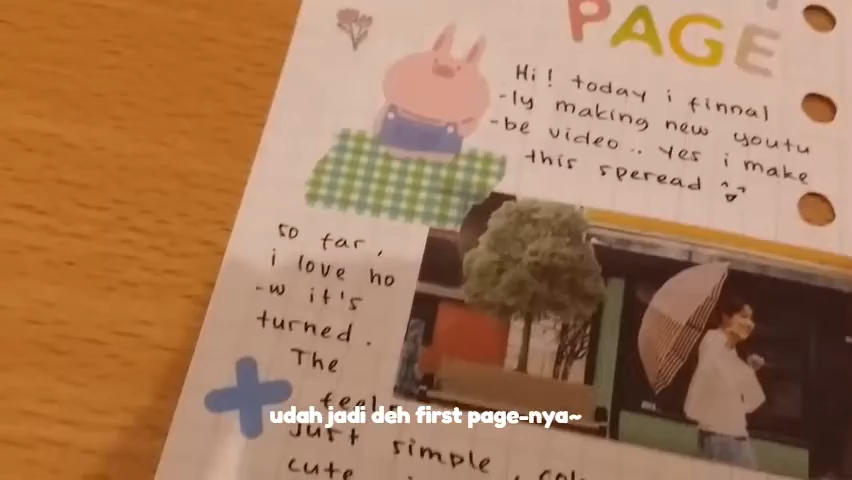 PAGE
Hi! today i finnal
-ly making new youtu
-be video.. yes i make
this speread
so far,
i love ho
-w it's
turned.
The
feels
udah jadi deh first page-nya~
Just simple,
cute